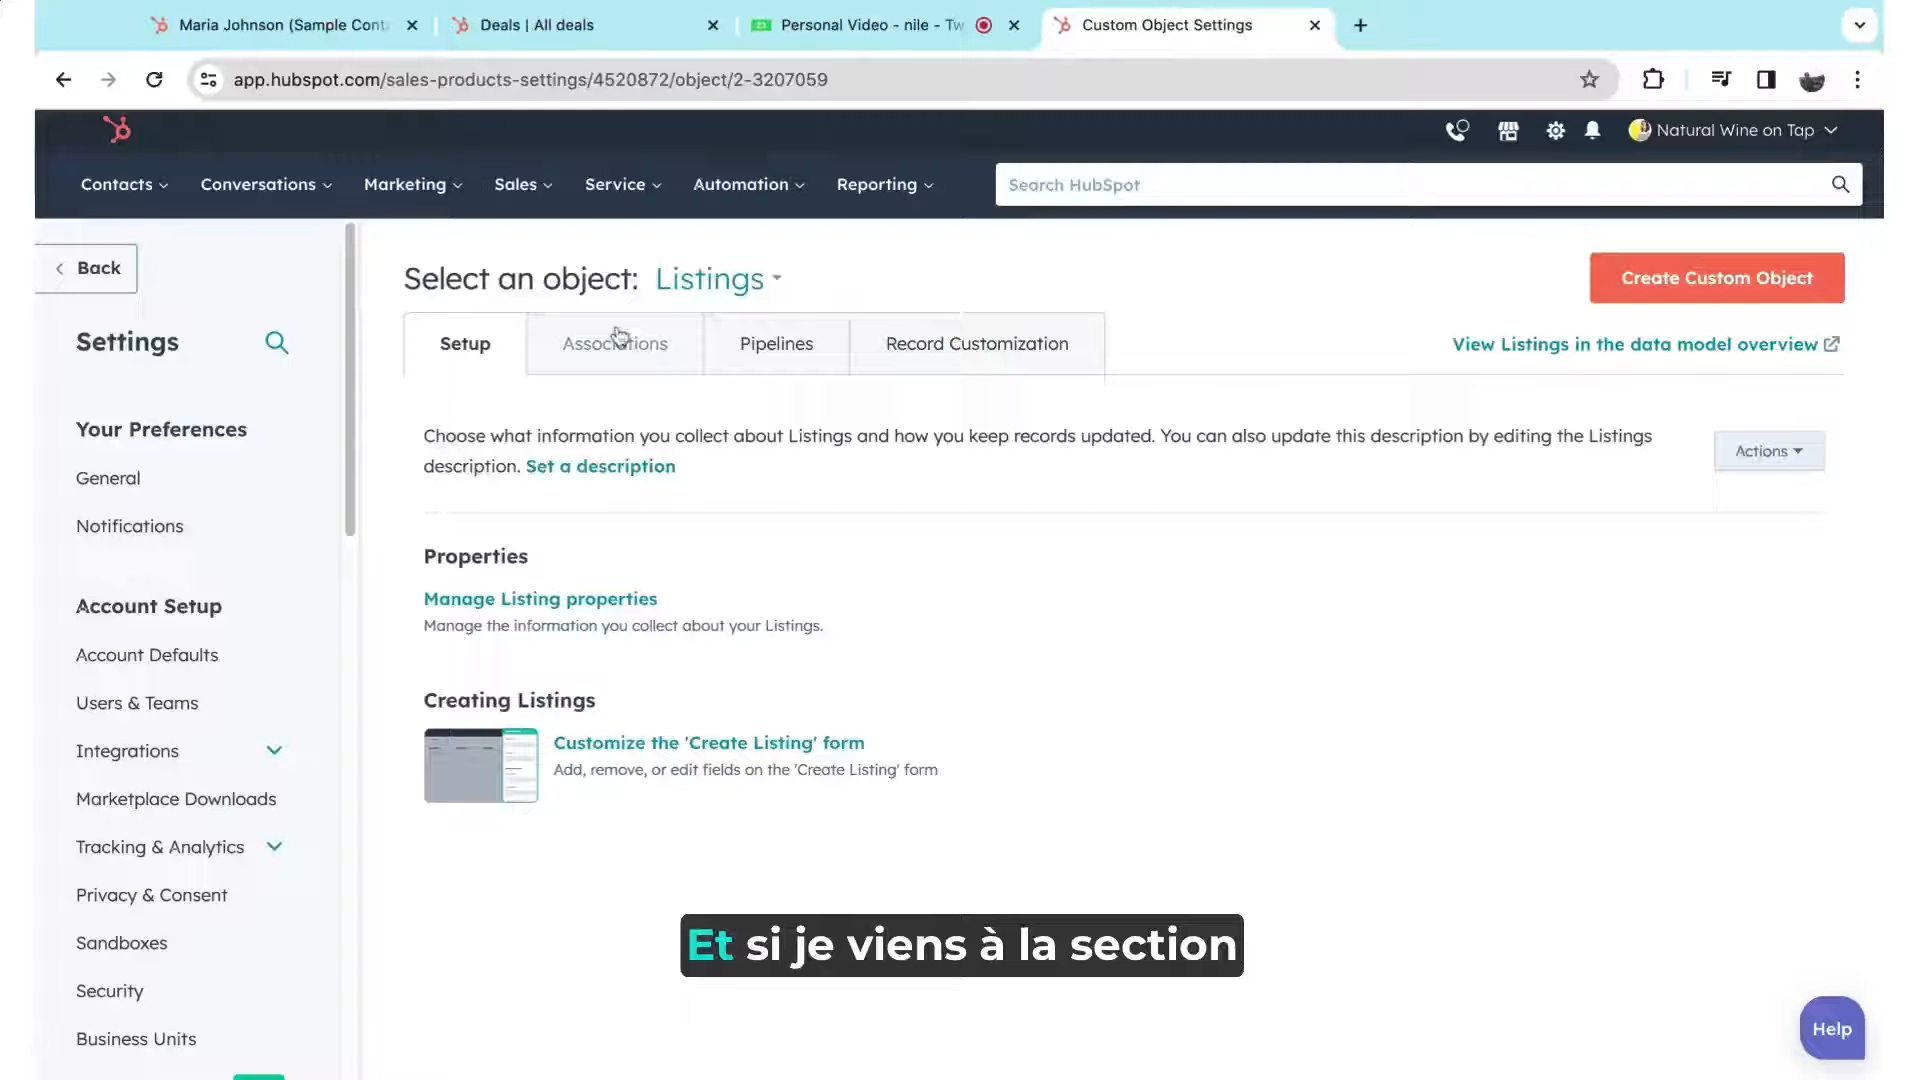 Maria Johnson (Sample Cont
Deals | All deals
Personal Video - nile - Tw
Custom Object Settings
app.hubspot.com/sales-products-settings/4520872/object/2-3207059
Natural Wine on Tap
Contacts
Conversations
Marketing
Sales
Service
Automation
Reporting
Search HubSpot
Back
Settings
Your Preferences
General
Notifications
Account Setup
Account Defaults
Users & Teams
Integrations
Marketplace Downloads
Tracking & Analytics
Privacy & Consent
Sandboxes
Security
Business Units
Select an object: Listings
Create Custom Object
Setup
Associations
Pipelines
Record Customization
View Listings in the data model overview
Choose what information you collect about Listings and how you keep records updated. You can also update this description by editing the Listings
description. Set a description
Actions
Properties
Manage Listing properties
Manage the information you collect about your Listings.
Creating Listings
Customize the 'Create Listing' form
Add, remove, or edit fields on the 'Create Listing' form
Et si je viens à la section
Help